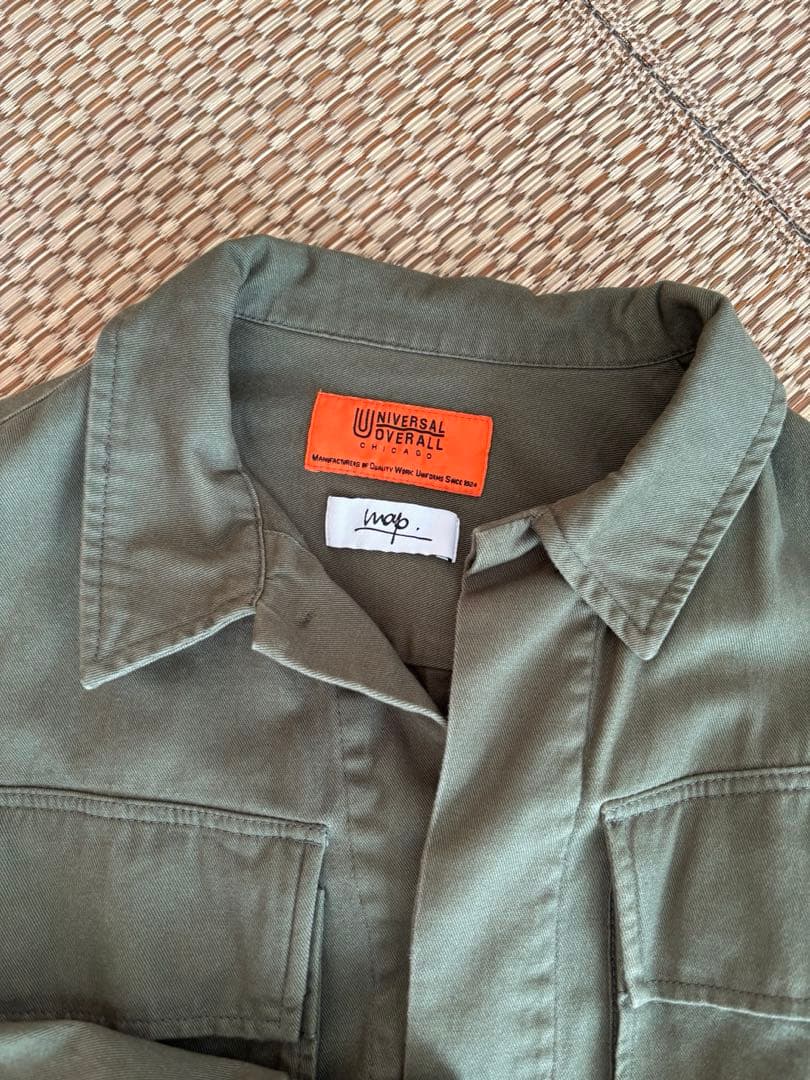 UNIVERSAL
OVERALL
CHICAGO
MANUFACTURERS OF QUALITY WORK UNIFORMS SINCE 1924
map.